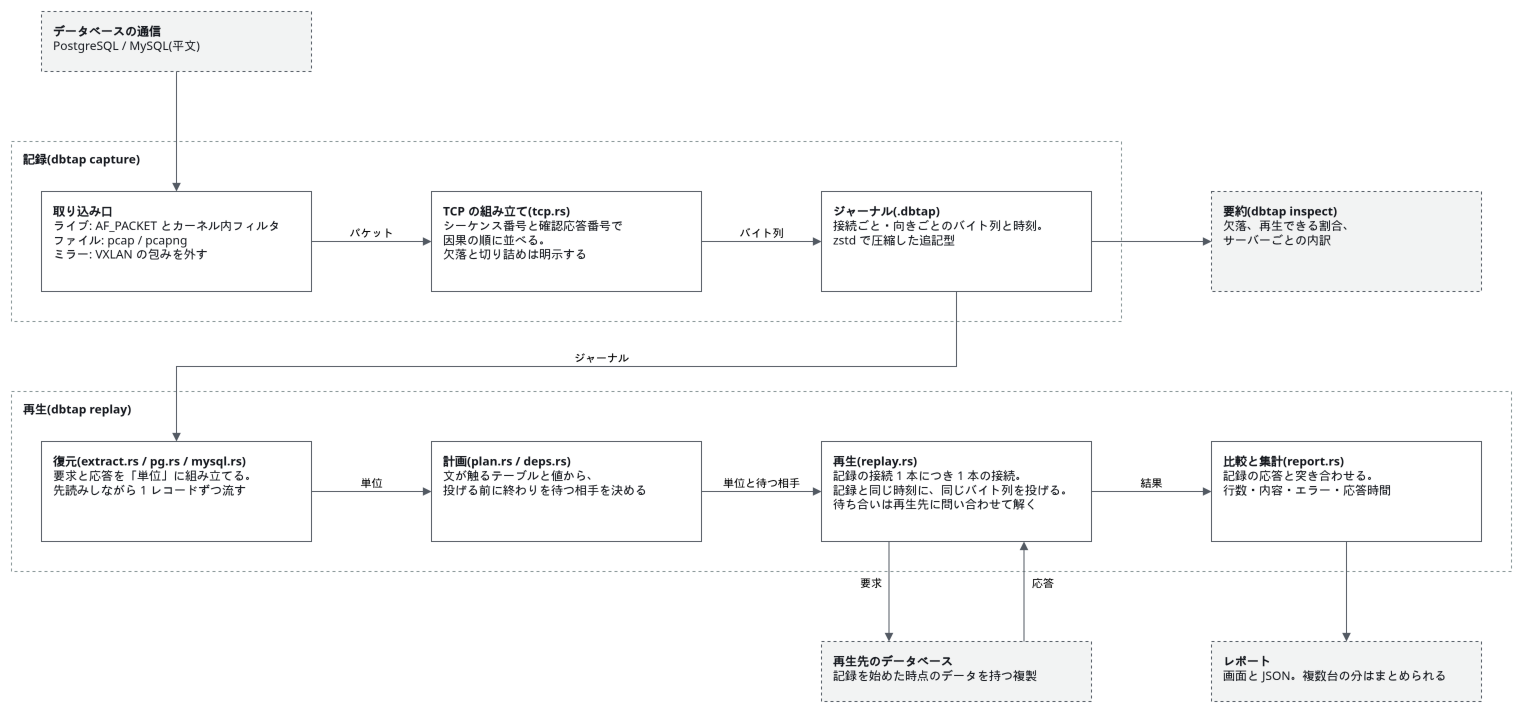 データベースの通信
PostgreSQL / MySQL(平文)
記録(dbtap capture)
取り込み口
ライブ: AF_PACKET とカーネル内フィルタ
ファイル: pcap / pcapng
ミラー: VXLAN の包みを外す
パケット
TCP の組み立て(tcp.rs)
シーケンス番号と確認応答番号で
因果の順に並べる。
欠落と切り詰めは明示する
バイト列
ジャーナル(.dbtap)
接続ごと・向きごとのバイト列と時刻。
zstd で圧縮した追記型
要約(dbtap inspect)
欠落、再生できる割合、
サーバーごとの内訳
ジャーナル
再生(dbtap replay)
復元(extract.rs / pg.rs / mysql.rs)
要求と応答を「単位」に組み立てる。
先読みしながら 1 レコードずつ流す
単位
計画(plan.rs / deps.rs)
文が触るテーブルと値から、
投げる前に終わりを待つ相手を決める
単位と待つ相手
再生(replay.rs)
記録の接続 1 本につき 1 本の接続。
記録と同じ時刻に、同じバイト列を投げる。
待ち合いは再生先に問い合わせて解く
結果
比較と集計(report.rs)
記録の応答と突き合わせる。
行数・内容・エラー・応答時間
要求
応答
再生先のデータベース
記録を始めた時点のデータを持つ複製
レポート
画面と JSON。複数台の分はまとめられる